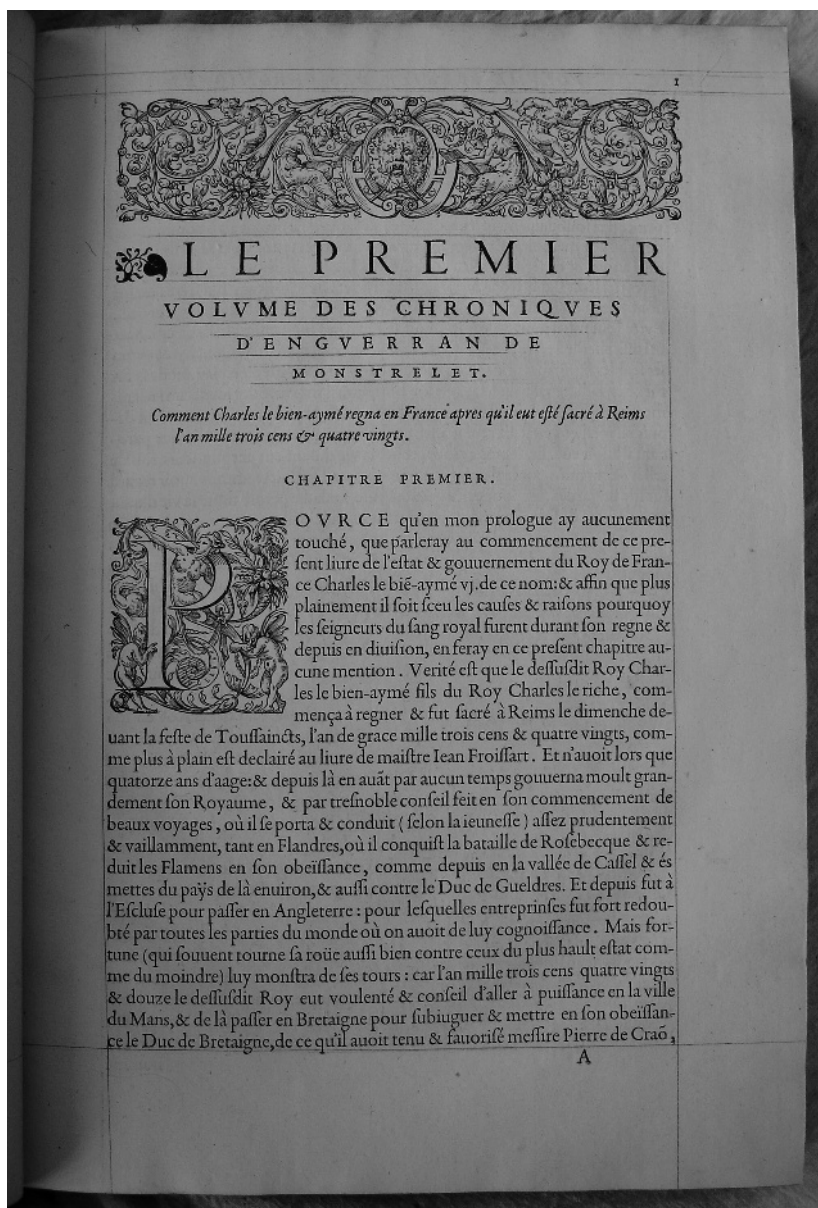 1
LE PREMIER
VOLVME DES CHRONIQVES
D'ENGVERRAN DE
MONSTRELET.
Comment Charles le bien-aymé regna en France apres qu'il eut eſté ſacré à Reims
l'an mille trois cens & quatre vingts.
CHAPITRE PREMIER.
POVRCE qu'en mon prologue ay aucunement
touché, que parleray au commencement de ce pre-
ſent liure de l'eſtat & gouuernement du Roy de Fran-
ce Charles le biē-aymé vj. de ce nom: & affin que plus
plainement il ſoit ſceu les cauſes & raiſons pourquoy
les ſeigneurs du ſang royal furent durant ſon regne &
depuis en diuiſion, en feray en ce preſent chapitre au-
cune mention. Verité eſt que le deſſuſdit Roy Char-
les le bien-aymé fils du Roy Charles le riche, com-
mença à regner & fut ſacré à Reims le dimenche de-
uant la feſte de Touſſaincts, l'an de grace mille trois cens & quatre vingts, com-
me plus à plain eſt declairé au liure de maiſtre Iean Froiſſart. Et n'auoit lors que
quatorze ans d'aage: & depuis là en auāt par aucun temps gouuerna moult gran-
dement ſon Royaume, & par treſnoble conſeil feit en ſon commencement de
beaux voyages, où il ſe porta & conduit (ſelon la ieuneſſe) aſſez prudentement
& vaillamment, tant en Flandres, où il conquiſt la bataille de Roſebecque & re-
duit les Flamens en ſon obeïſſance, comme depuis en la vallée de Caſſel & és
mettes du paÿs de là enuiron, & auſſi contre le Duc de Gueldres. Et depuis fut à
l'Eſcluſe pour paſſer en Angleterre: pour leſquelles entreprinſes fut fort redou-
bté par toutes les parties du monde où on auoit de luy cognoiſſance. Mais for-
tune (qui ſouuent tourne ſa roüe auſſi bien contre ceux du plus hault eſtat com-
me du moindre) luy monſtra de ſes tours: car l'an mille trois cens quatre vingts
& douze le deſſuſdit Roy eut voulenté & conſeil d'aller à puiſſance en la ville
du Mans, & de là paſſer en Bretaigne pour ſubiuguer & mettre en ſon obeïſſan-
ce le Duc de Bretaigne, de ce qu'il auoit tenu & fauoriſé meſſire Pierre de Craõ,
A